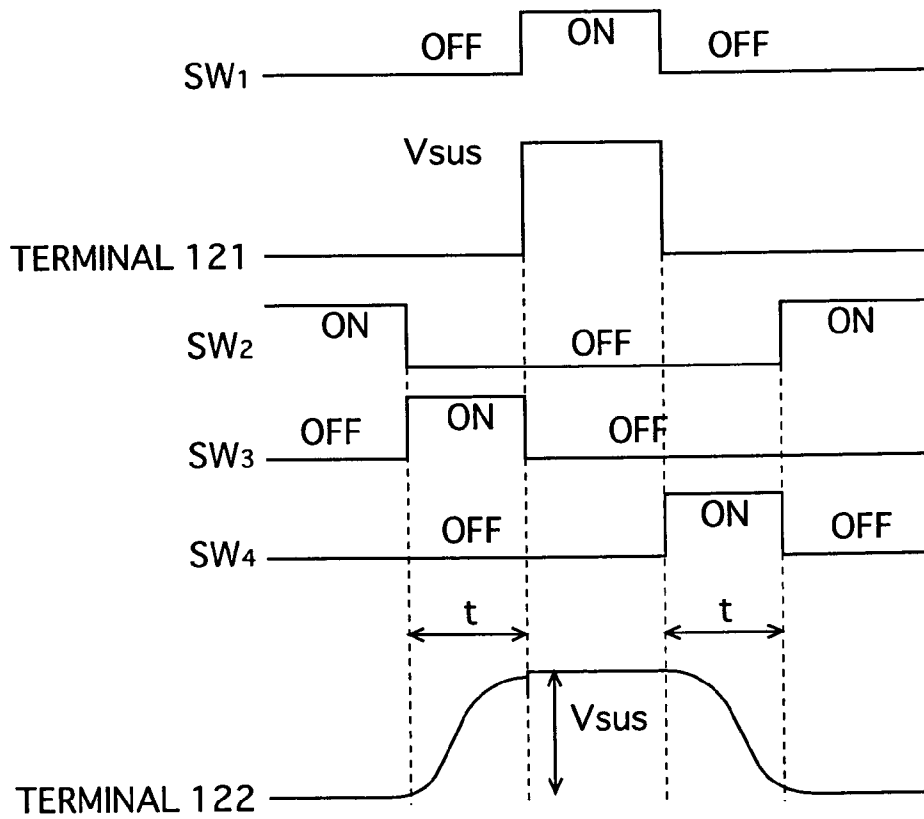 OFF ON OFF
SW1
Vsus
TERMINAL 121
ON OFF ON
SW2
OFF ON OFF
SW3
OFF ON OFF
SW4
t t
Vsus
TERMINAL 122